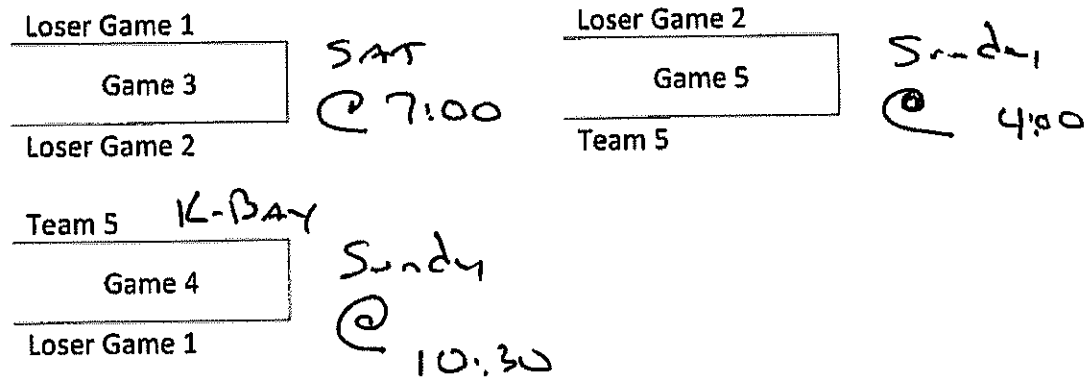 Loser Game 1
Game 3
Loser Game 2
SAT
@ 7:00
Loser Game 2
Game 5
Team 5
Sunday
@ 4:00
Team 5 K-BAY
Game 4
Loser Game 1
Sunday
@
10:30